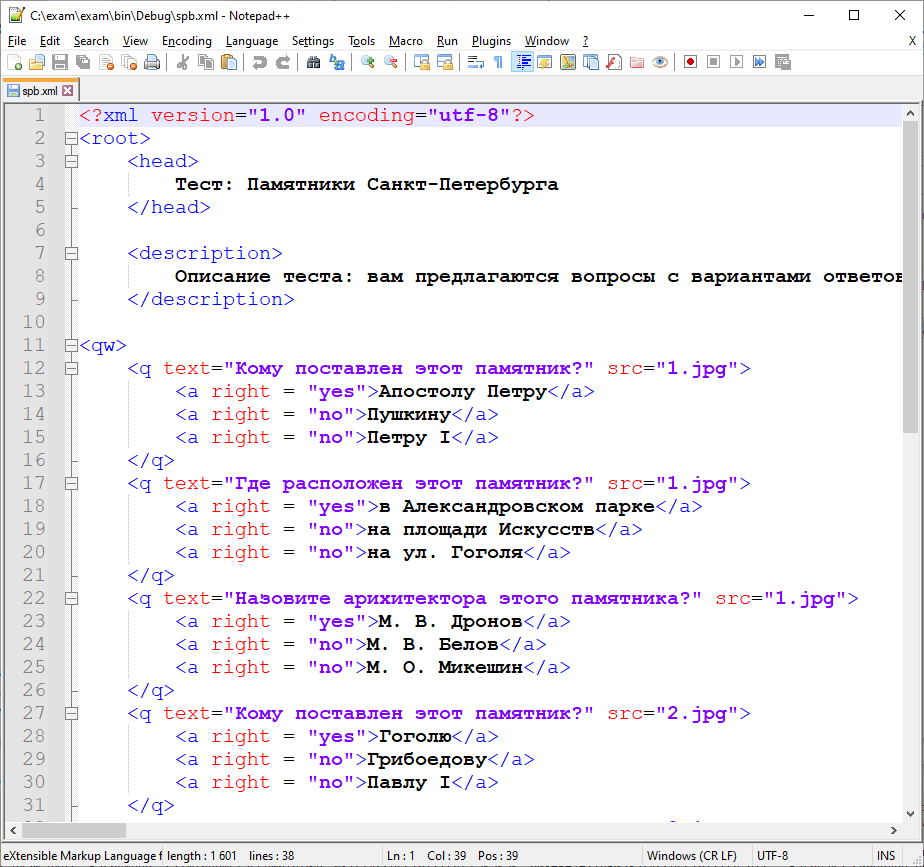 C:\exam\exam\bin\Debug\spb.xml - Notepad++
File Edit Search View Encoding Language Settings Tools Macro Run Plugins Window ? X
spb.xml
1 <?xml version="1.0" encoding="utf-8"?>
2 <root>
3 <head>
4 Тест: Памятники Санкт-Петербурга
5 </head>
6
7 <description>
8 Описание теста: вам предлагаются вопросы с вариантами ответов
9 </description>
10
11 <qw>
12 <q text="Кому поставлен этот памятник?" src="1.jpg">
13 <a right = "yes">Апостолу Петру</a>
14 <a right = "no">Пушкину</a>
15 <a right = "no">Петру I</a>
16 </q>
17 <q text="Где расположен этот памятник?" src="1.jpg">
18 <a right = "yes">в Александровском парке</a>
19 <a right = "no">на площади Искусств</a>
20 <a right = "no">на ул. Гоголя</a>
21 </q>
22 <q text="Назовите арихитектора этого памятника?" src="1.jpg">
23 <a right = "yes">М. В. Дронов</a>
24 <a right = "no">М. В. Белов</a>
25 <a right = "no">М. О. Микешин</a>
26 </q>
27 <q text="Кому поставлен этот памятник?" src="2.jpg">
28 <a right = "yes">Гоголю</a>
29 <a right = "no">Грибоедову</a>
30 <a right = "no">Павлу I</a>
31 </q>
eXtensible Markup Language f length : 1 601 lines : 38 Ln : 1 Col : 39 Pos : 39 Windows (CR LF) UTF-8 INS